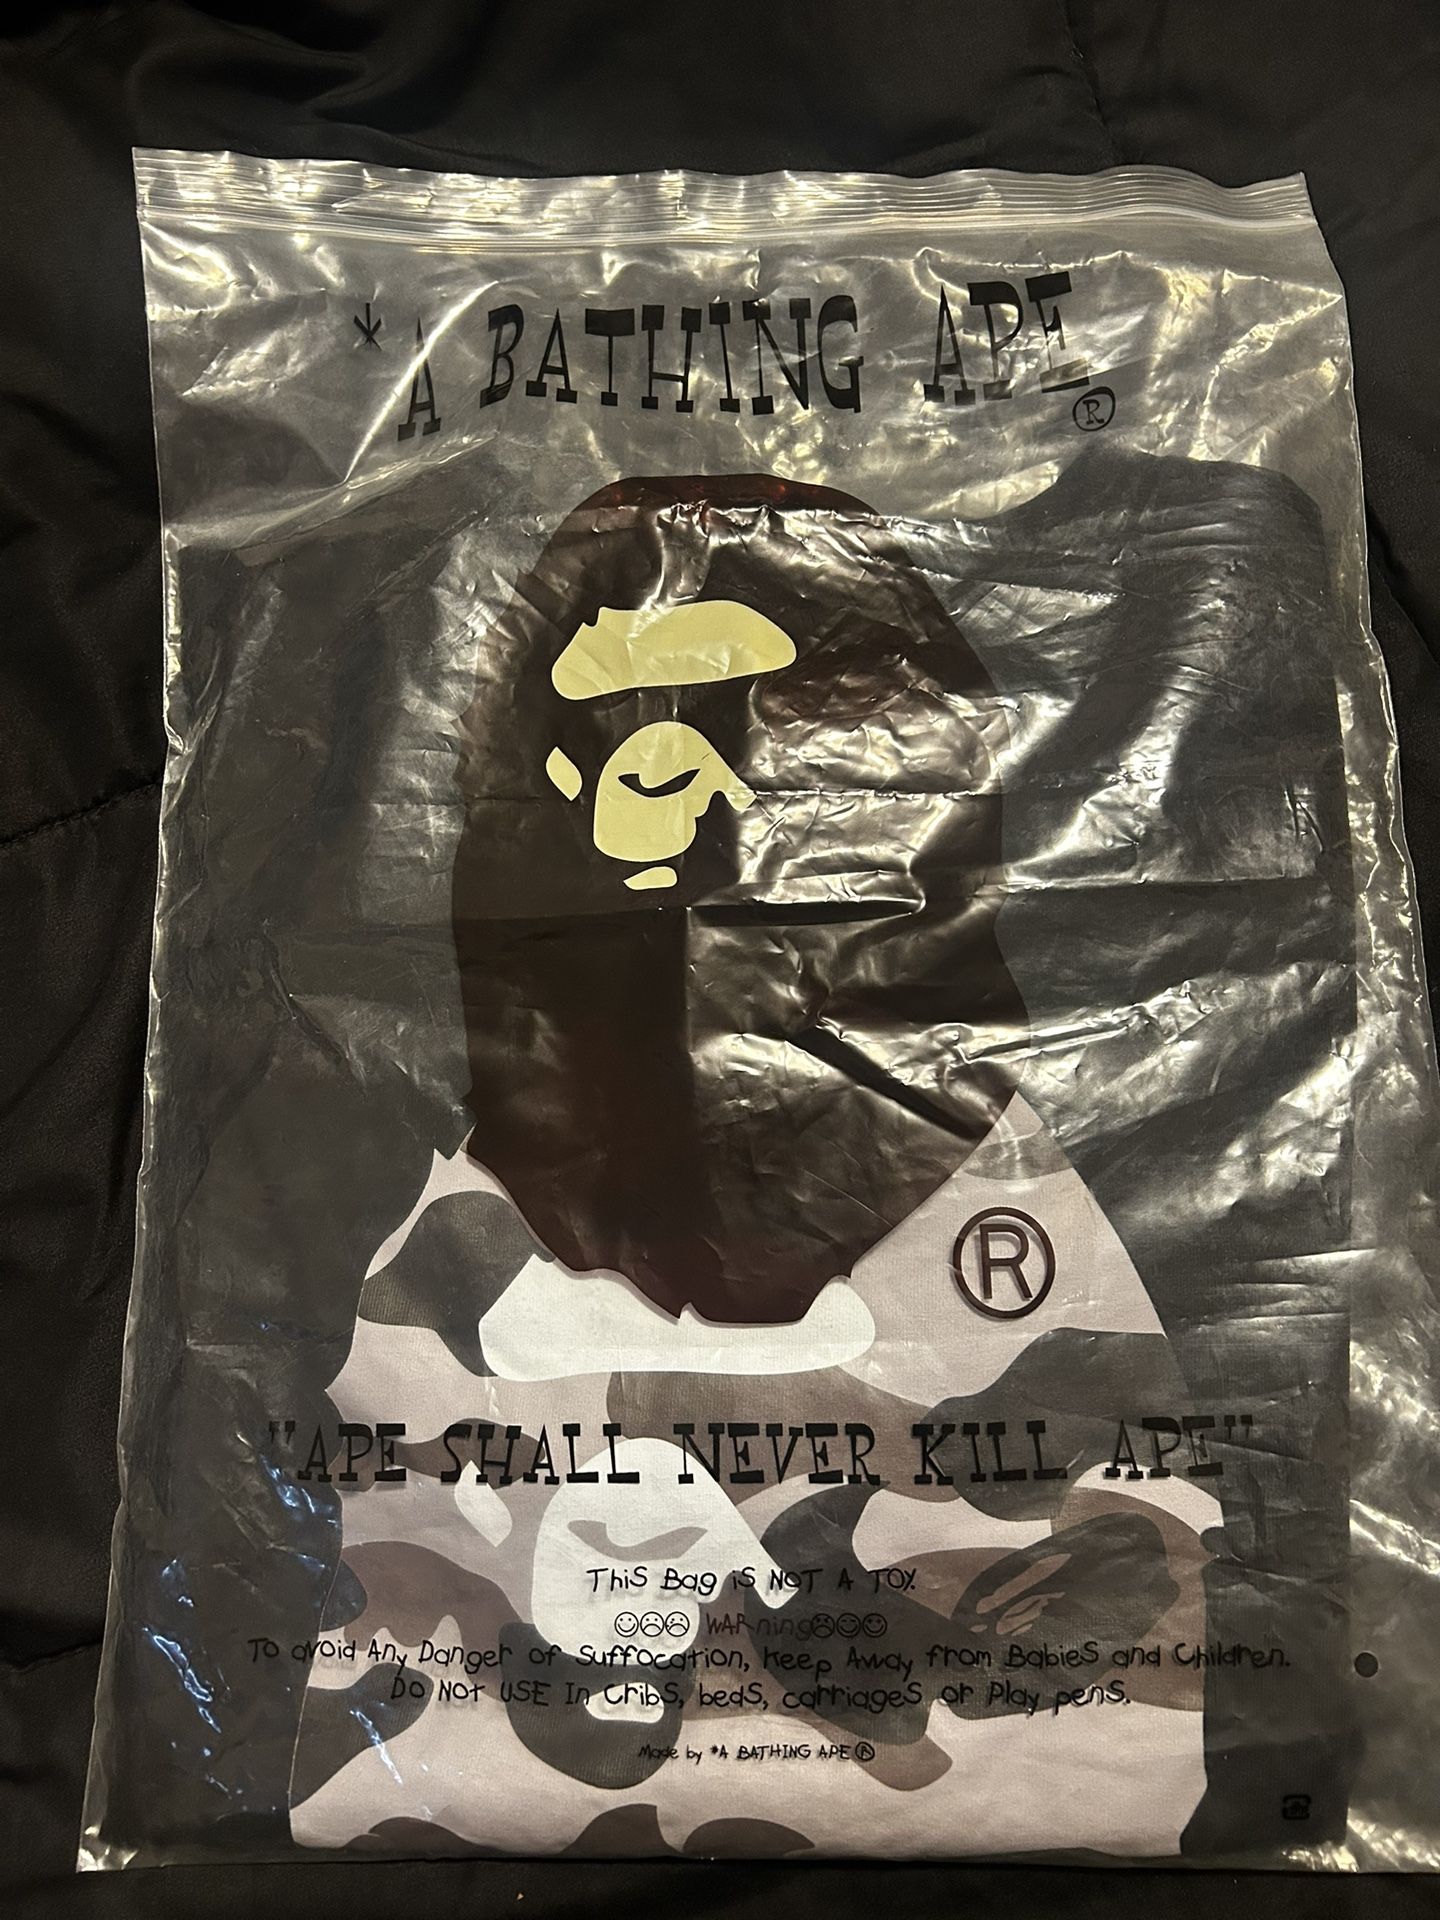 *A BATHING APE®
®
"APE SHALL NEVER KILL APE"
This Bag is NOT A TOY.
☺☹☹ WARning☹☺☺
To avoid Any Danger of Suffocation, Keep Away from Babies and Children.
DO NOT USE In Cribs, beds, carriages or Play pens.
Made by *A BATHING APE®